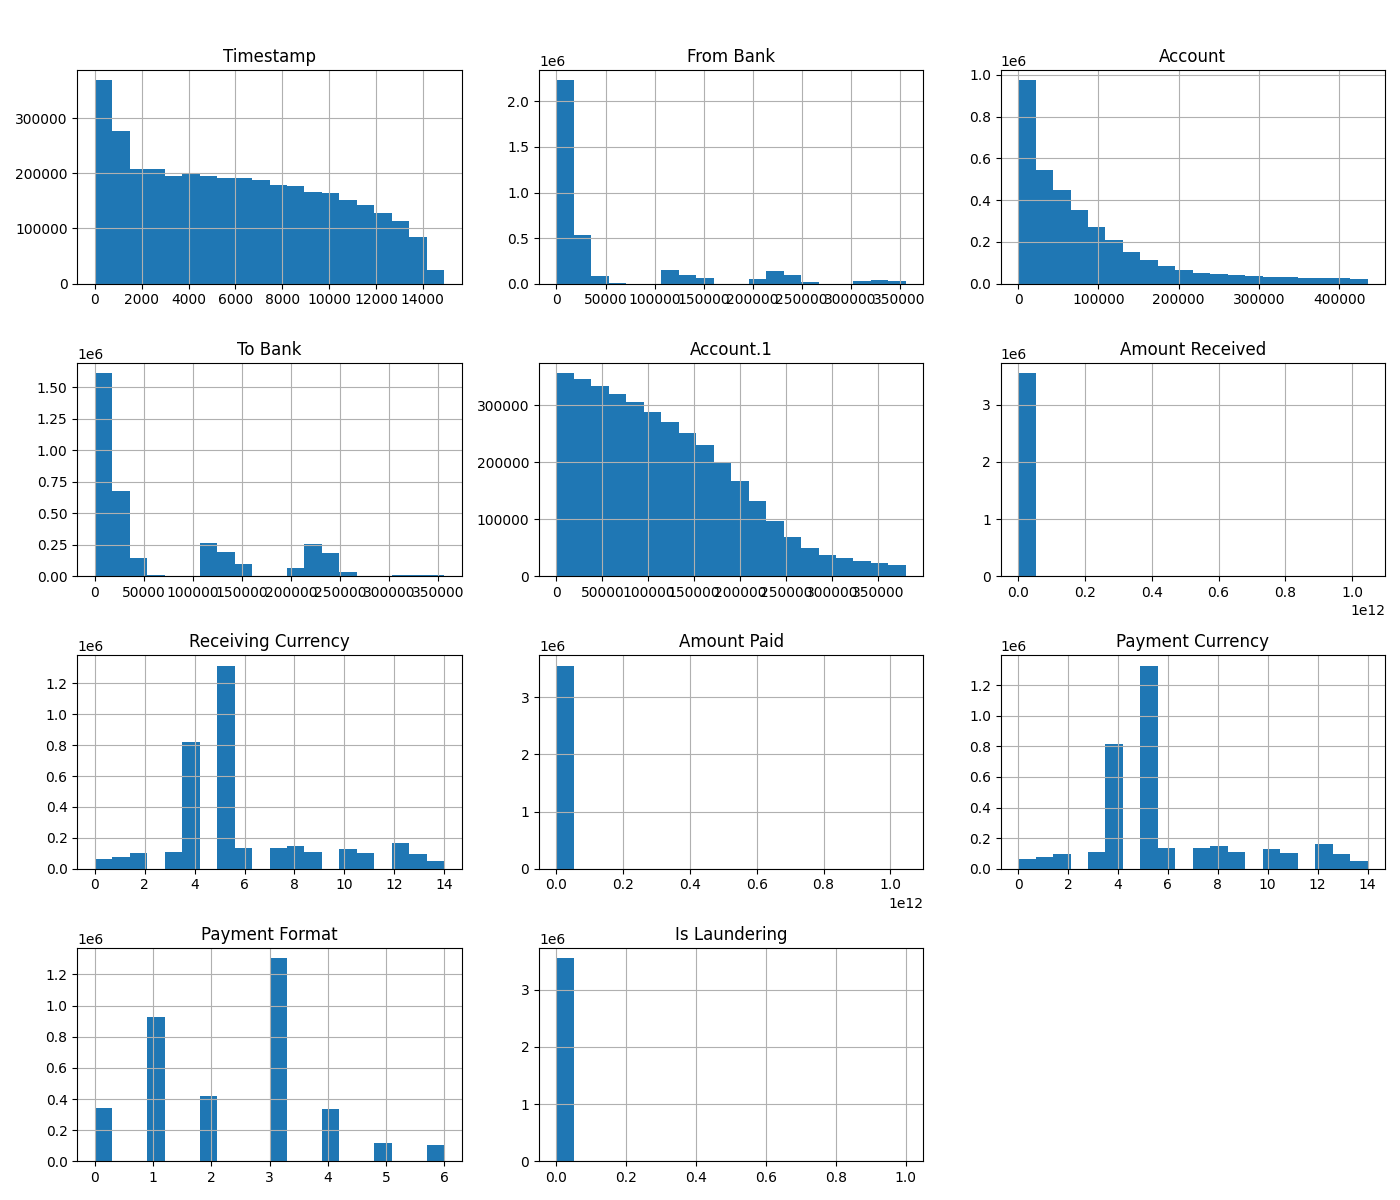 Timestamp
300000
200000
100000
0
0 2000 4000 6000 8000 10000 12000 14000
From Bank
1e6
2.0
1.5
1.0
0.5
0.0
0 50000 100000 150000 200000 250000 300000 350000
Account
1e6
1.0
0.8
0.6
0.4
0.2
0.0
0 100000 200000 300000 400000
To Bank
1e6
1.50
1.25
1.00
0.75
0.50
0.25
0.00
0 50000 100000 150000 200000 250000 300000 350000
Account.1
300000
200000
100000
0
0 50000 100000 150000 200000 250000 300000 350000
Amount Received
1e6
3
2
1
0
0.0 0.2 0.4 0.6 0.8 1.0
1e12
Receiving Currency
1e6
1.2
1.0
0.8
0.6
0.4
0.2
0.0
0 2 4 6 8 10 12 14
Amount Paid
1e6
3
2
1
0
0.0 0.2 0.4 0.6 0.8 1.0
1e12
Payment Currency
1e6
1.2
1.0
0.8
0.6
0.4
0.2
0.0
0 2 4 6 8 10 12 14
Payment Format
1e6
1.2
1.0
0.8
0.6
0.4
0.2
0.0
0 1 2 3 4 5 6
Is Laundering
1e6
3
2
1
0
0.0 0.2 0.4 0.6 0.8 1.0